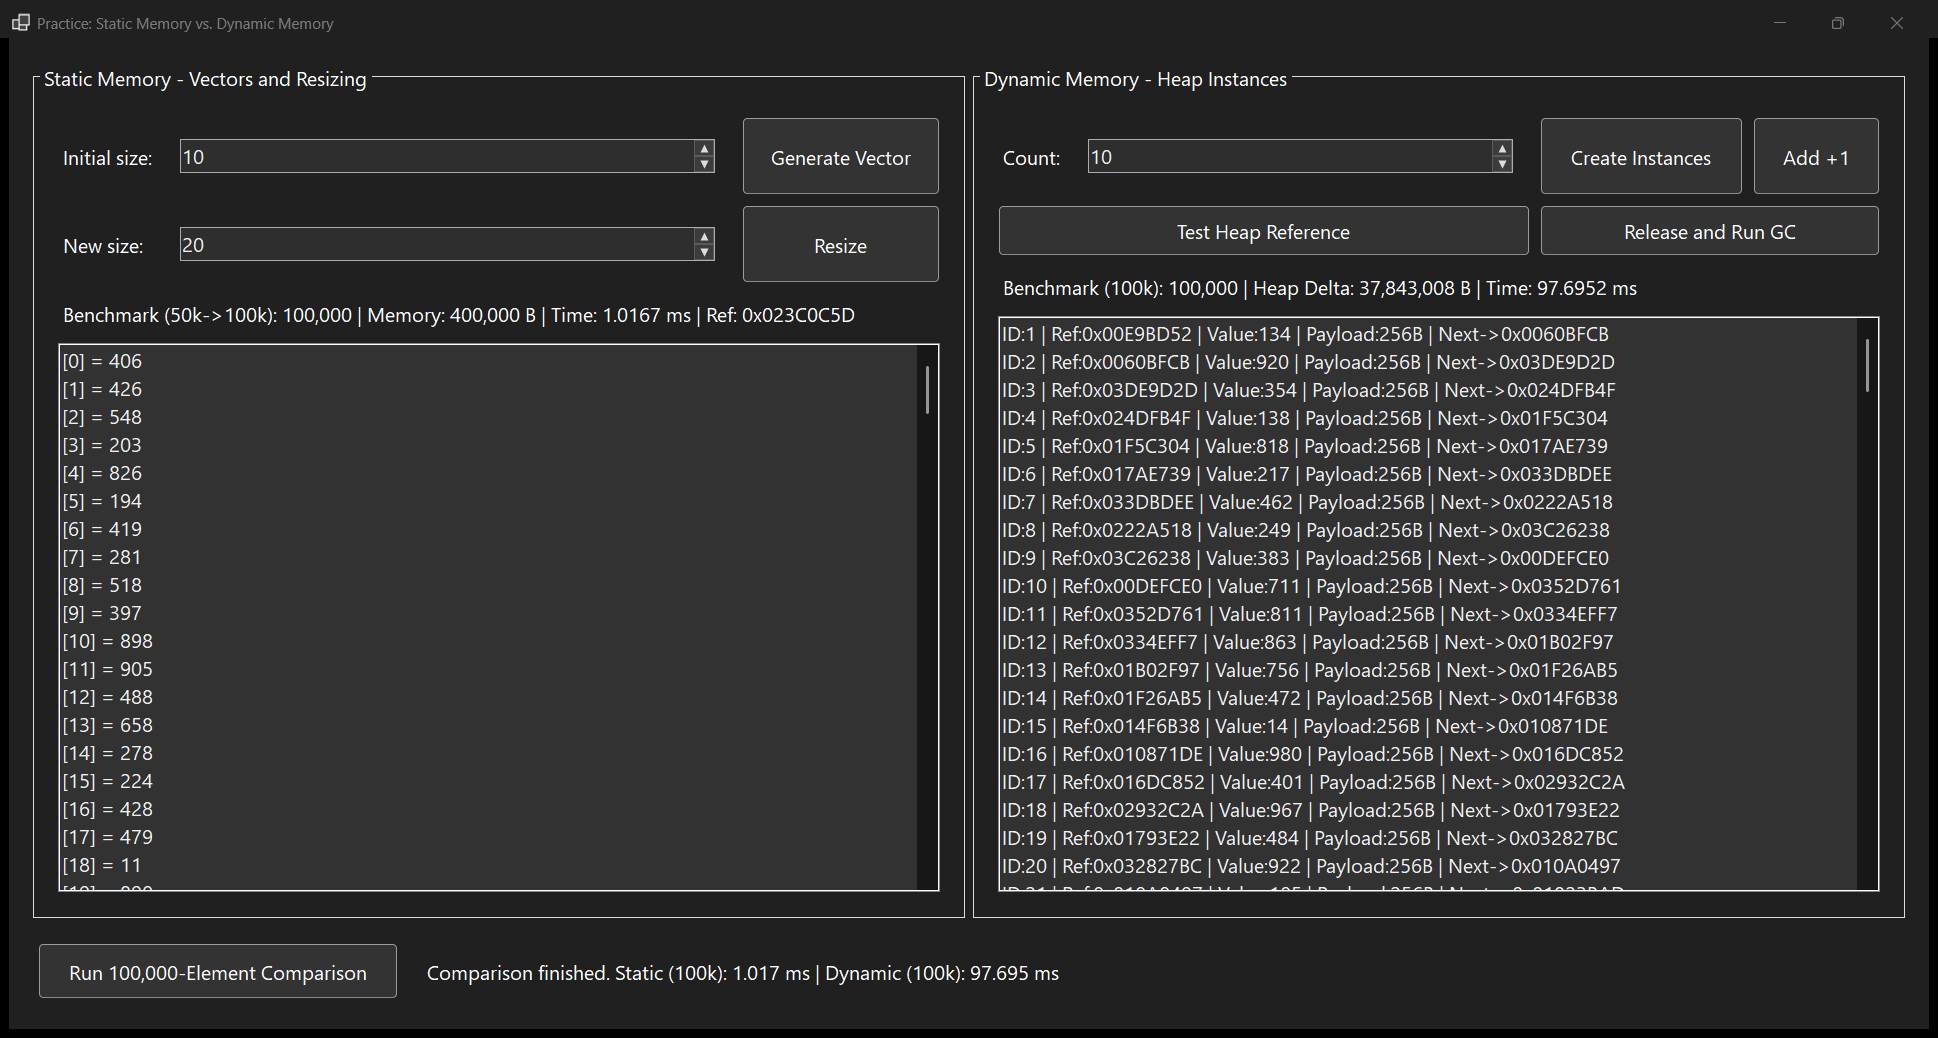 Practice: Static Memory vs. Dynamic Memory
Static Memory - Vectors and Resizing
Initial size: 10
Generate Vector
New size: 20
Resize
Benchmark (50k->100k): 100,000 | Memory: 400,000 B | Time: 1.0167 ms | Ref: 0x023C0C5D
[0] = 406
[1] = 426
[2] = 548
[3] = 203
[4] = 826
[5] = 194
[6] = 419
[7] = 281
[8] = 518
[9] = 397
[10] = 898
[11] = 905
[12] = 488
[13] = 658
[14] = 278
[15] = 224
[16] = 428
[17] = 479
[18] = 11
Dynamic Memory - Heap Instances
Count: 10
Create Instances
Add +1
Test Heap Reference
Release and Run GC
Benchmark (100k): 100,000 | Heap Delta: 37,843,008 B | Time: 97.6952 ms
ID:1 | Ref:0x00E9BD52 | Value:134 | Payload:256B | Next->0x0060BFCB
ID:2 | Ref:0x0060BFCB | Value:920 | Payload:256B | Next->0x03DE9D2D
ID:3 | Ref:0x03DE9D2D | Value:354 | Payload:256B | Next->0x024DFB4F
ID:4 | Ref:0x024DFB4F | Value:138 | Payload:256B | Next->0x01F5C304
ID:5 | Ref:0x01F5C304 | Value:818 | Payload:256B | Next->0x017AE739
ID:6 | Ref:0x017AE739 | Value:217 | Payload:256B | Next->0x033DBDEE
ID:7 | Ref:0x033DBDEE | Value:462 | Payload:256B | Next->0x0222A518
ID:8 | Ref:0x0222A518 | Value:249 | Payload:256B | Next->0x03C26238
ID:9 | Ref:0x03C26238 | Value:383 | Payload:256B | Next->0x00DEFCE0
ID:10 | Ref:0x00DEFCE0 | Value:711 | Payload:256B | Next->0x0352D761
ID:11 | Ref:0x0352D761 | Value:811 | Payload:256B | Next->0x0334EFF7
ID:12 | Ref:0x0334EFF7 | Value:863 | Payload:256B | Next->0x01B02F97
ID:13 | Ref:0x01B02F97 | Value:756 | Payload:256B | Next->0x01F26AB5
ID:14 | Ref:0x01F26AB5 | Value:472 | Payload:256B | Next->0x014F6B38
ID:15 | Ref:0x014F6B38 | Value:14 | Payload:256B | Next->0x010871DE
ID:16 | Ref:0x010871DE | Value:980 | Payload:256B | Next->0x016DC852
ID:17 | Ref:0x016DC852 | Value:401 | Payload:256B | Next->0x02932C2A
ID:18 | Ref:0x02932C2A | Value:967 | Payload:256B | Next->0x01793E22
ID:19 | Ref:0x01793E22 | Value:484 | Payload:256B | Next->0x032827BC
ID:20 | Ref:0x032827BC | Value:922 | Payload:256B | Next->0x010A0497
Run 100,000-Element Comparison
Comparison finished. Static (100k): 1.017 ms | Dynamic (100k): 97.695 ms